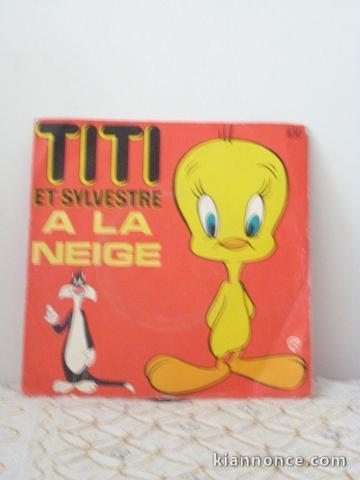 TITI
ET SYLVESTRE
A LA
NEIGE
kiannonce.com